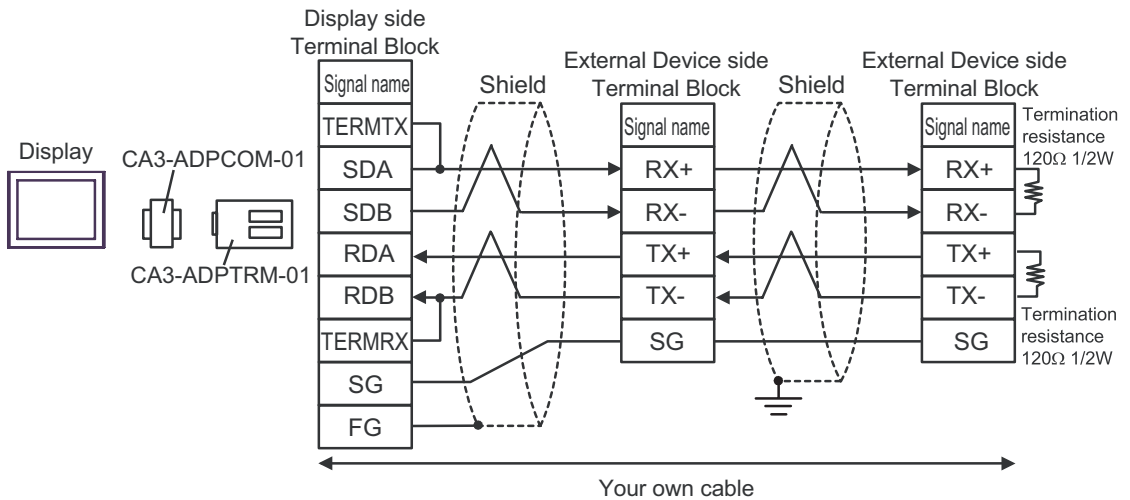 Display side
Terminal Block
External Device side
Terminal Block
External Device side
Terminal Block
Shield
Shield
Display
CA3-ADPCOM-01
CA3-ADPTRM-01
Signal name
TERMTX
SDA
SDB
RDA
RDB
TERMRX
SG
FG
Signal name
RX+
RX-
TX+
TX-
SG
Signal name
RX+
RX-
TX+
TX-
SG
Termination
resistance
120Ω 1/2W
Termination
resistance
120Ω 1/2W
Your own cable